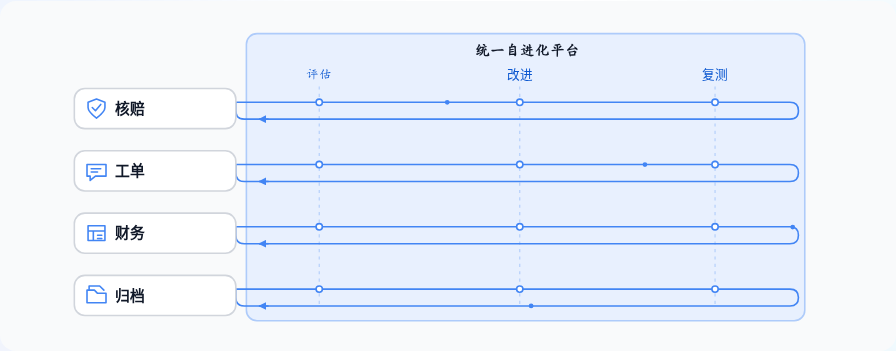 统一自进化平台
评估 改进 复测
核赔
工单
财务
归档